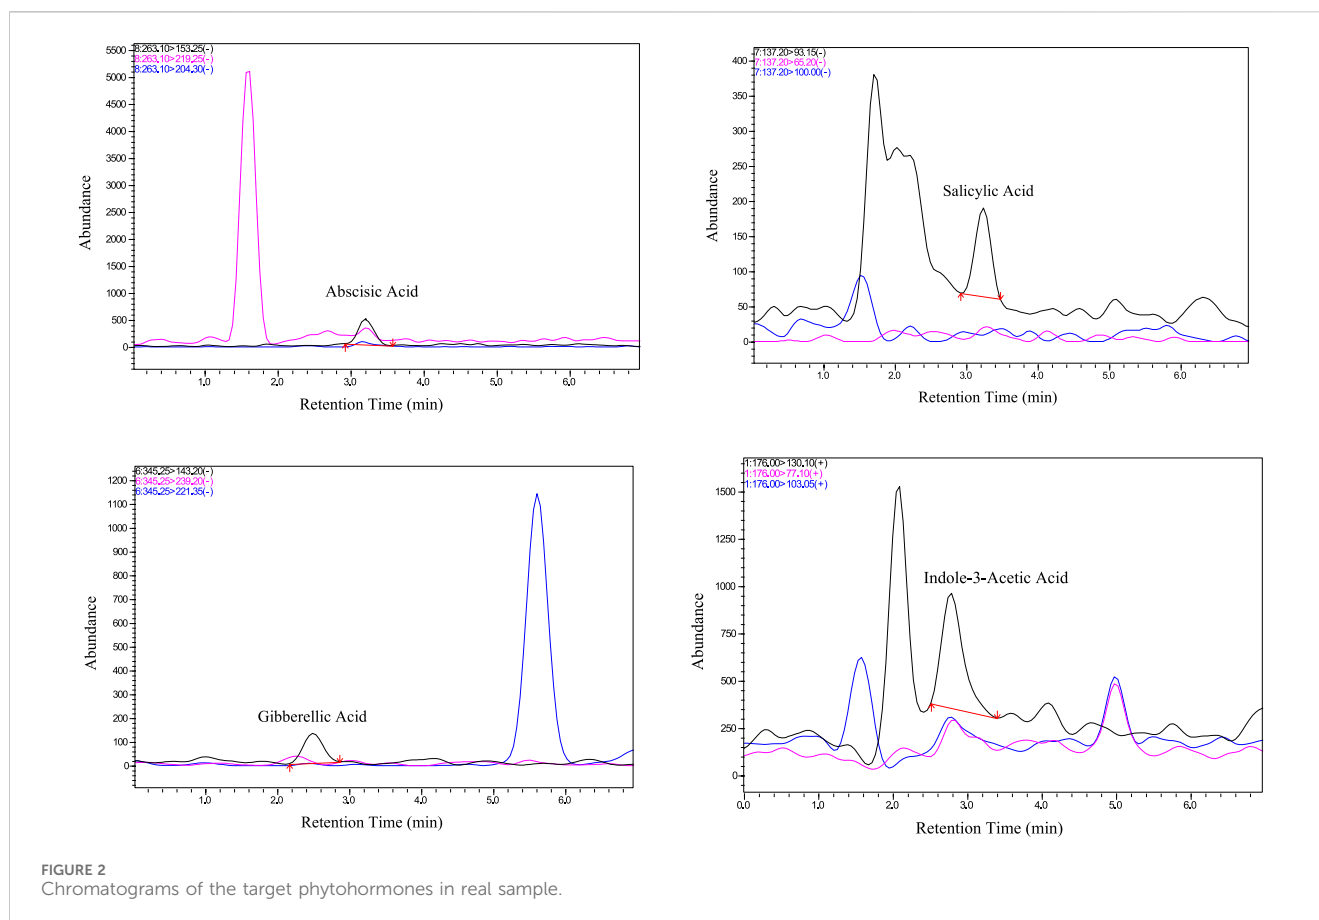 8:263.10>153.25(-)
8:263.10>219.25(-)
8:263.10>204.30(-)
5500
5000
4500
4000
3500
3000
2500
2000
1500
1000
500
0
Abundance
Abscisic Acid
1.0 2.0 3.0 4.0 5.0 6.0
Retention Time (min)
7:137.20>93.15(-)
7:137.20>65.20(-)
7:137.20>100.00(-)
400
350
300
250
200
150
100
50
0
Abundance
Salicylic Acid
1.0 2.0 3.0 4.0 5.0 6.0
Retention Time (min)
6:345.25>143.20(-)
6:345.25>239.20(-)
6:345.25>221.35(-)
1200
1100
1000
900
800
700
600
500
400
300
200
100
0
Abundance
Gibberellic Acid
1.0 2.0 3.0 4.0 5.0 6.0
Retention Time (min)
1:176.00>130.10(+)
1:176.00>77.10(+)
1:176.00>103.05(+)
1500
1250
1000
750
500
250
0
Abundance
Indole-3-Acetic Acid
0.0 1.0 2.0 3.0 4.0 5.0 6.0
Retention Time (min)
FIGURE 2
Chromatograms of the target phytohormones in real sample.